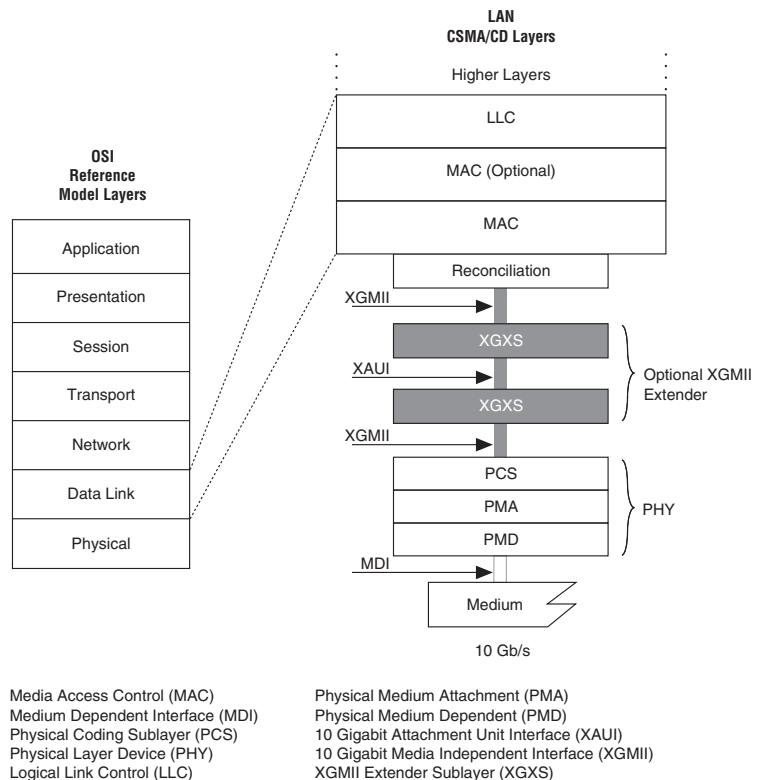 LAN
CSMA/CD Layers
Higher Layers
LLC
MAC (Optional)
MAC
Reconciliation
XGMII
XGXS
XAUI
XGXS
Optional XGMII
Extender
XGMII
PCS
PMA
PMD
PHY
MDI
Medium
10 Gb/s
OSI
Reference
Model Layers
Application
Presentation
Session
Transport
Network
Data Link
Physical
Media Access Control (MAC)
Medium Dependent Interface (MDI)
Physical Coding Sublayer (PCS)
Physical Layer Device (PHY)
Logical Link Control (LLC)
Physical Medium Attachment (PMA)
Physical Medium Dependent (PMD)
10 Gigabit Attachment Unit Interface (XAUI)
10 Gigabit Media Independent Interface (XGMII)
XGMII Extender Sublayer (XGXS)